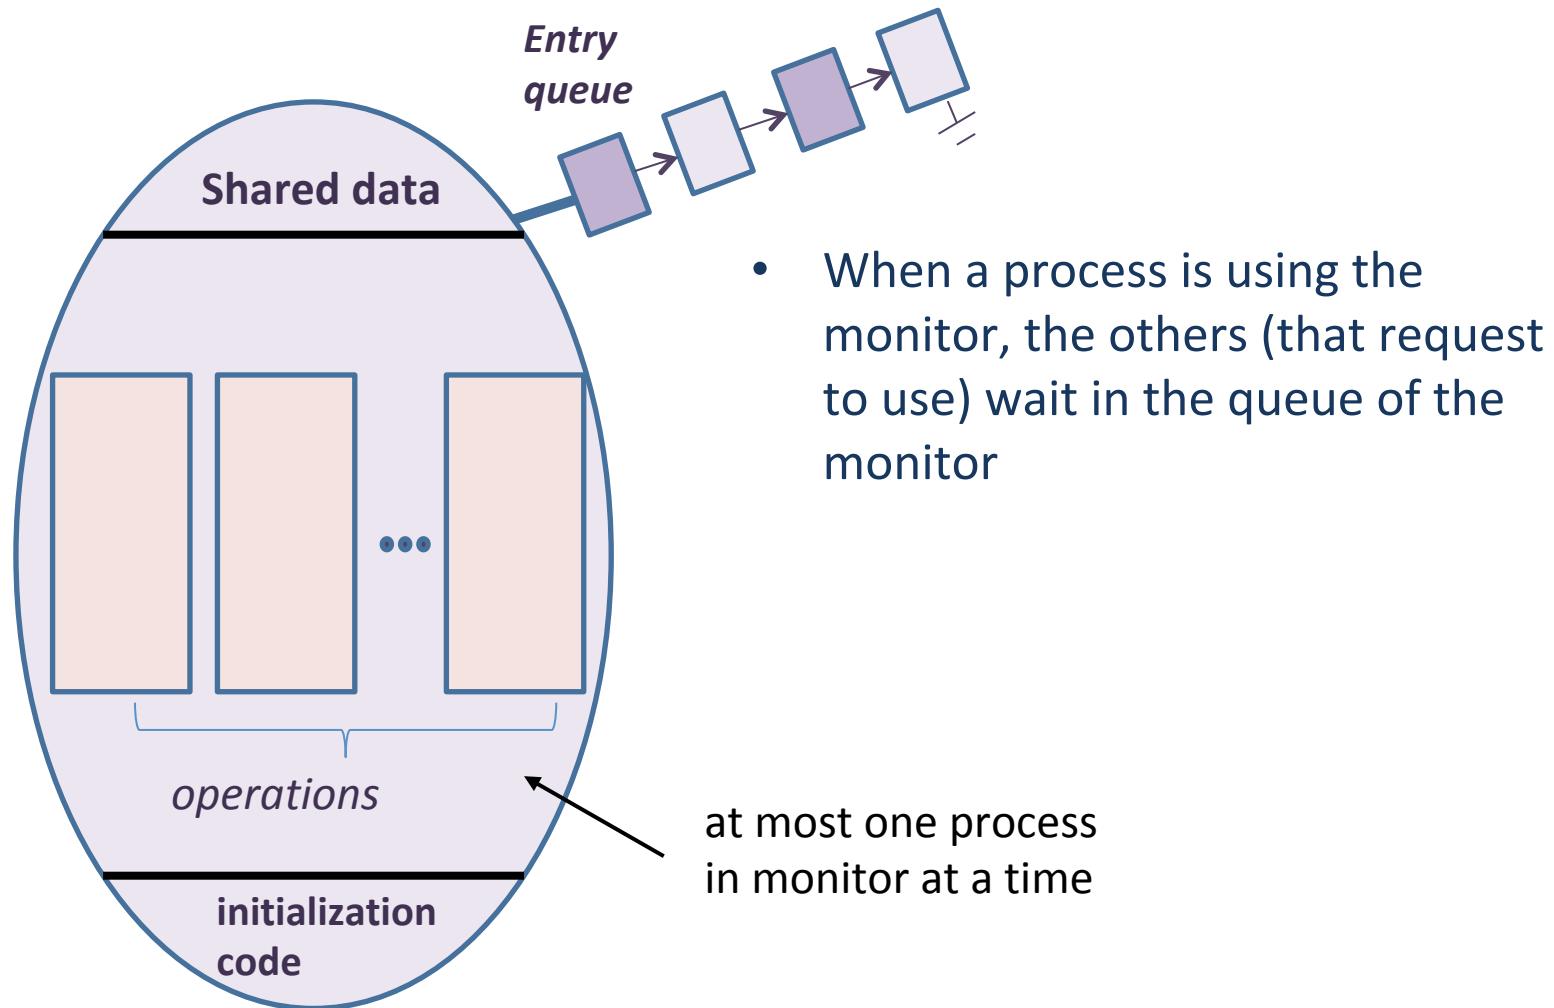 Entry
queue
Shared data
• When a process is using the
monitor, the others (that request
to use) wait in the queue of the
monitor
operations
at most one process
in monitor at a time
initialization
code